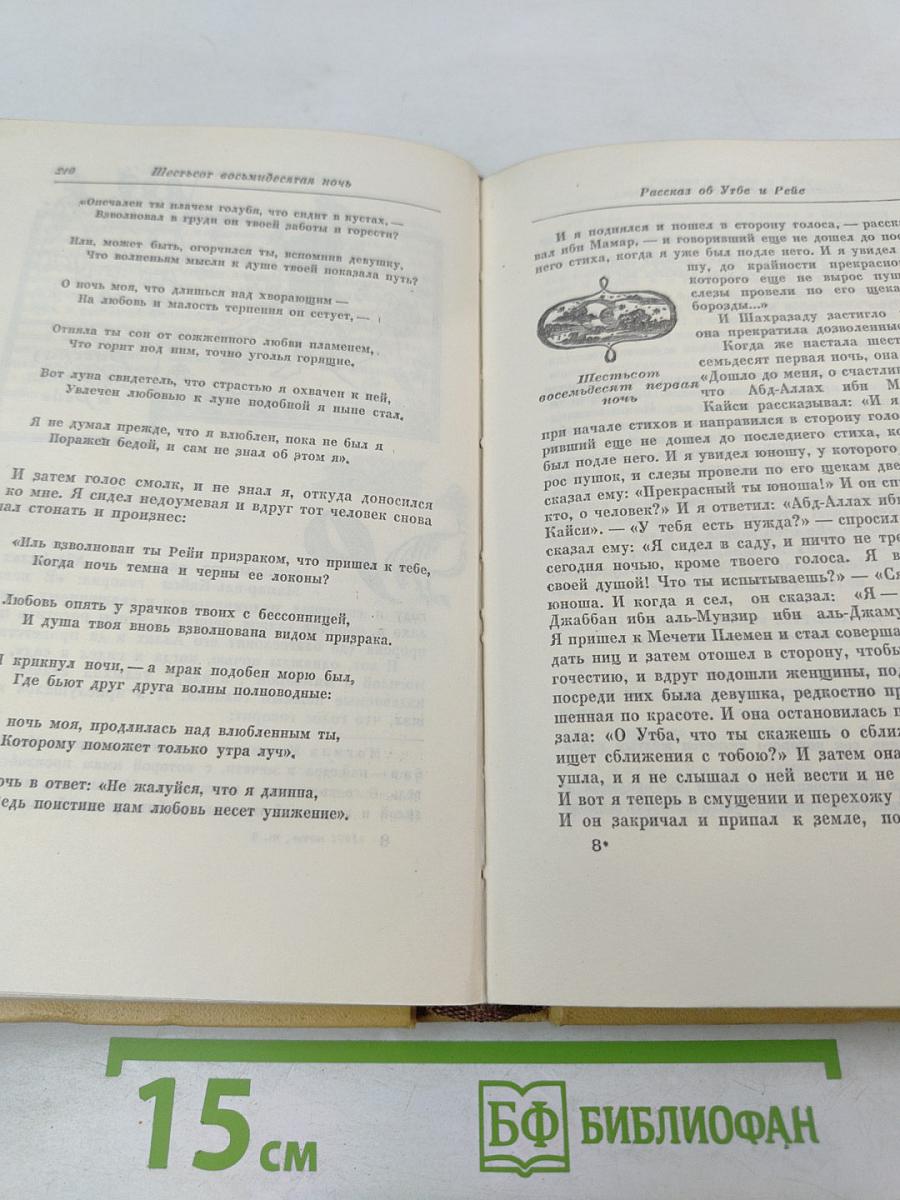 210 Шестьсот восьмидесятая ночь
«Опечален ты плачем голубя, что сидит в кустах,—
Взволновал в груди он твоей заботы и горести?
Или, может быть, огорчился ты, вспомнив девушку,
Что волненьям мысли к душе твоей показала путь?
О ночь моя, что длишься над хворающим —
На любовь и малость терпения он сетует,—
Отняла ты сон от сожженного любви пламенем,
Что горит под ним, точно уголья горящие.
Вот луна свидетель, что страстью я охвачен к ней,
Увлечен любовью к луне подобной я ныне стал.
Я не думал прежде, что я влюблен, пока не был я
Поражен бедой, и сам не знал об этом я».
И затем голос смолк, и не знал я, откуда доносился
ко мне. Я сидел недоумевая и вдруг тот человек снова
ал стонать и произнес:
«Иль взволнован ты Рейи призраком, что пришел к тебе,
Когда ночь темна и черны ее локоны?
Любовь опять у зрачков твоих с бессонницей,
И душа твоя вновь взволнована видом призрака.
крикнул ночи,— а мрак подобен морю был,
Где бьют друг друга волны полноводные:
ночь моя, продлилась над влюбленным ты,
Которому поможет только утра луч».
очь в ответ: «Не жалуйся, что я длинна,
едь поистине нам любовь несет унижение».
Рассказ об Утбе и Рейе
И я поднялся и пошел в сторону голоса,— расска
вал ибн Мамар,— и говоривший еще не дошел до пос
него стиха, когда я уже был подле него. И я увидел
шу, до крайности прекрасно
которого еще не вырос пуш
слезы провели по его щека
борозды...»
И Шахразаду застигло
она прекратила дозволенные
Шестьсот
восемьдесят первая
ночь
Когда же настала шест
семьдесят первая ночь, она
«Дошло до меня, о счастли
что Абд-Аллах ибн М
Кайси рассказывал: «И я
при начале стихов и направился в сторону голо
ривший еще не дошел до последнего стиха, ко
был подле него. И я увидел юношу, у которого
рос пушок, и слезы провели по его щекам две
сказал ему: «Прекрасный ты юноша!» И он сп
кто, о человек?» И я ответил: «Абд-Аллах иб
Кайси».— «У тебя есть нужда?» — спросил
сказал ему: «Я сидел в саду, и ничто не тре
сегодня ночью, кроме твоего голоса. Я в
своей душой! Что ты испытываешь?» — «Ся
юноша. И когда я сел, он сказал: «Я —
Джаббан ибн аль-Мунзир ибн аль-Джаму
Я пришел к Мечети Племен и стал соверша
дать ниц и затем отошел в сторону, чтобы
гочестию, и вдруг подошли женщины, под
посреди них была девушка, редкостно пр
шенная по красоте. И она остановилась п
зала: «О Утба, что ты скажешь о сближ
ищет сближения с тобою?» И затем она
ушла, и я не слышал о ней вести и не
И вот я теперь в смущении и перехожу
И он закричал и припал к земле, по
8*
15 см
БФ БИБЛИОФАН